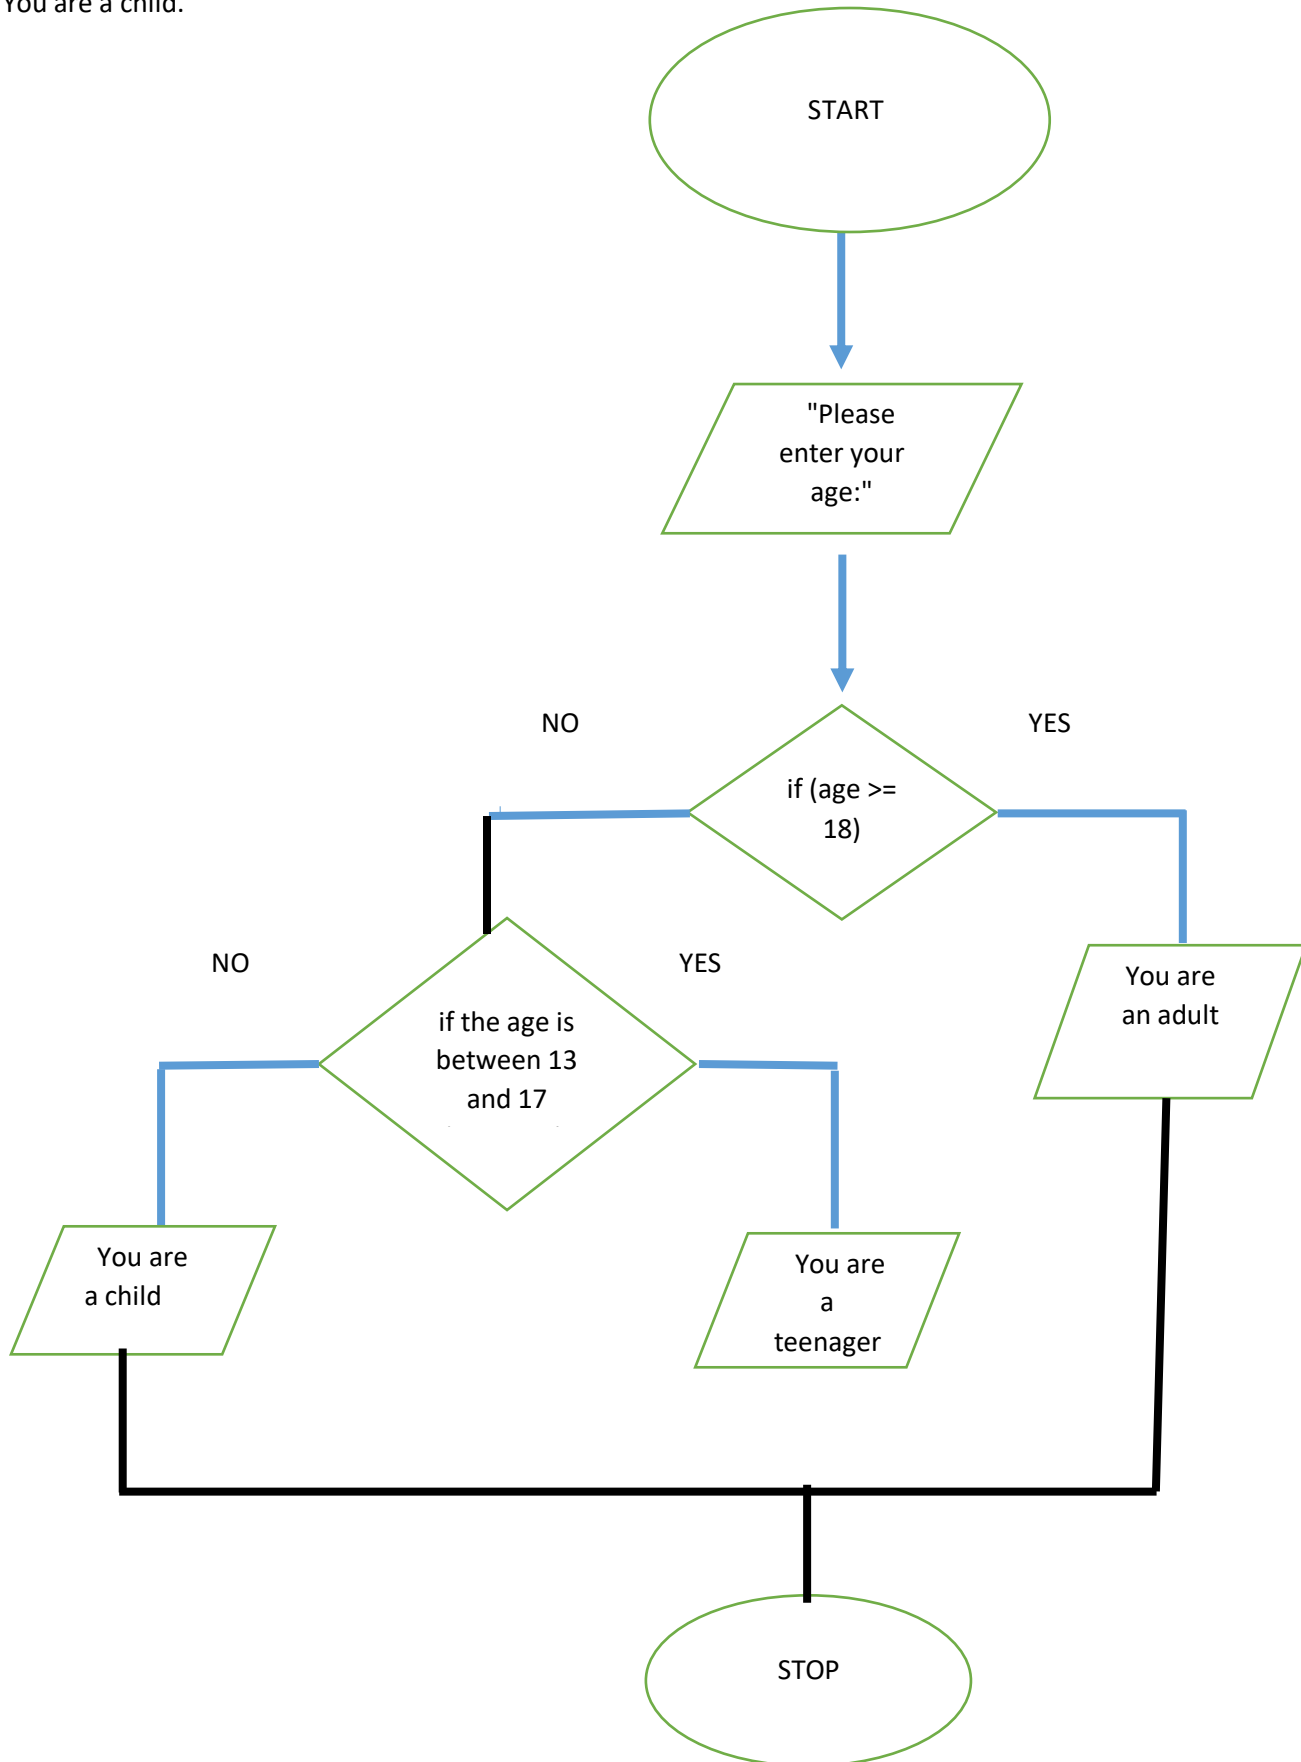 You are a child.
START
"Please
enter your
age:"
NO
YES
if (age >=
18)
NO
YES
You are
an adult
if the age is
between 13
and 17
You are
a child
You are
a
teenager
STOP